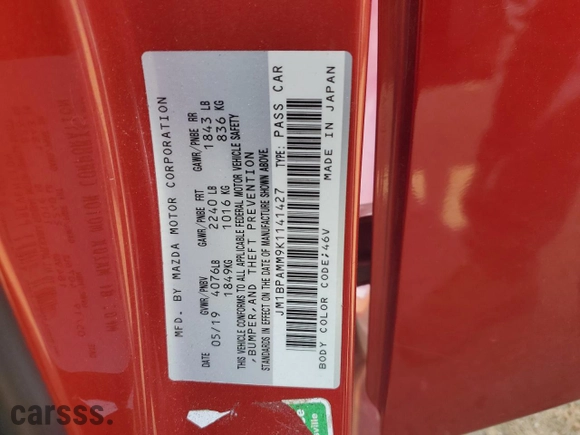 MFD. BY MAZDA MOTOR CORPORATION
GVWR/PNBV GAWR/PNBE FRT GAWR/PNBE RR
DATE 05/19 4076LB 2240 LB 1843 LB
1849KG 1016 KG 836 KG
THIS VEHICLE CONFORMS TO ALL APPLICABLE FEDERAL MOTOR VEHICLE SAFETY
, BUMPER, AND THEFT PREVENTION
STANDARDS IN EFFECT ON THE DATE OF MANUFACTURE SHOWN ABOVE.
JM1BPAMM9K1141427 TYPE: PASS CAR
BODY COLOR CODE:46V MADE IN JAPAN
carsss.